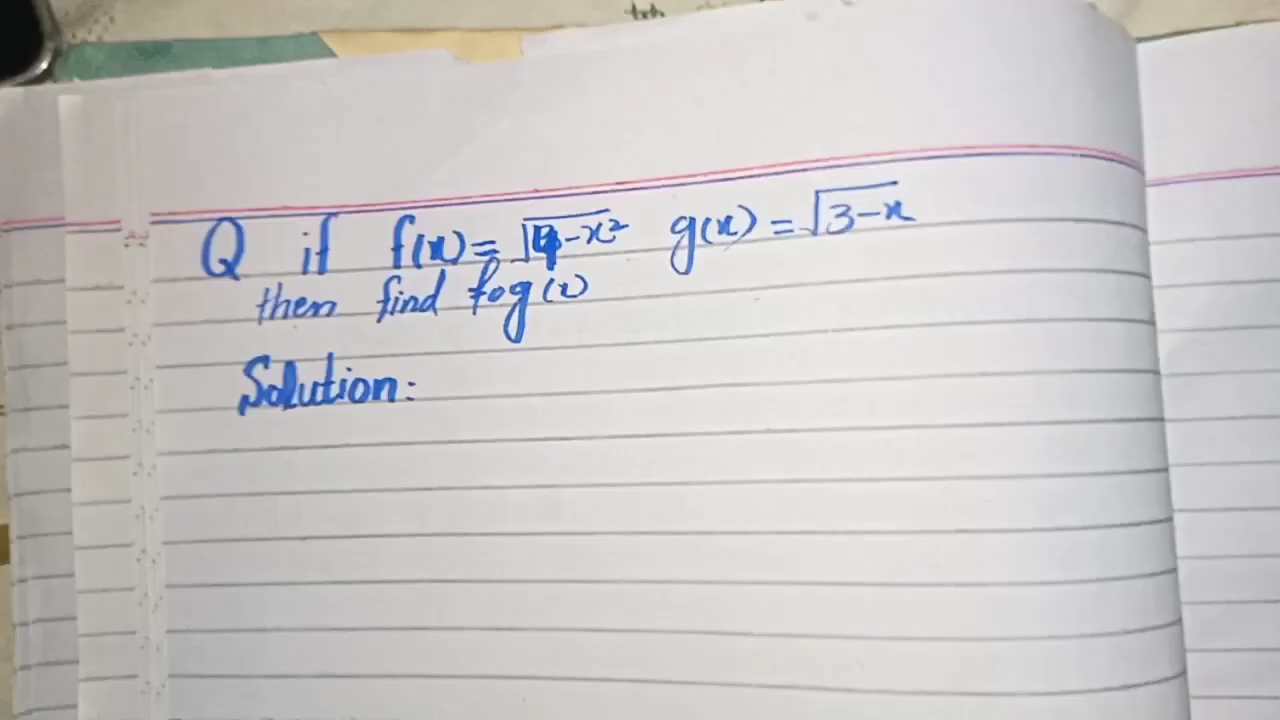 Q if f(x) = √4-x² g(x) = √3-x
then find fog(x)
Solution: